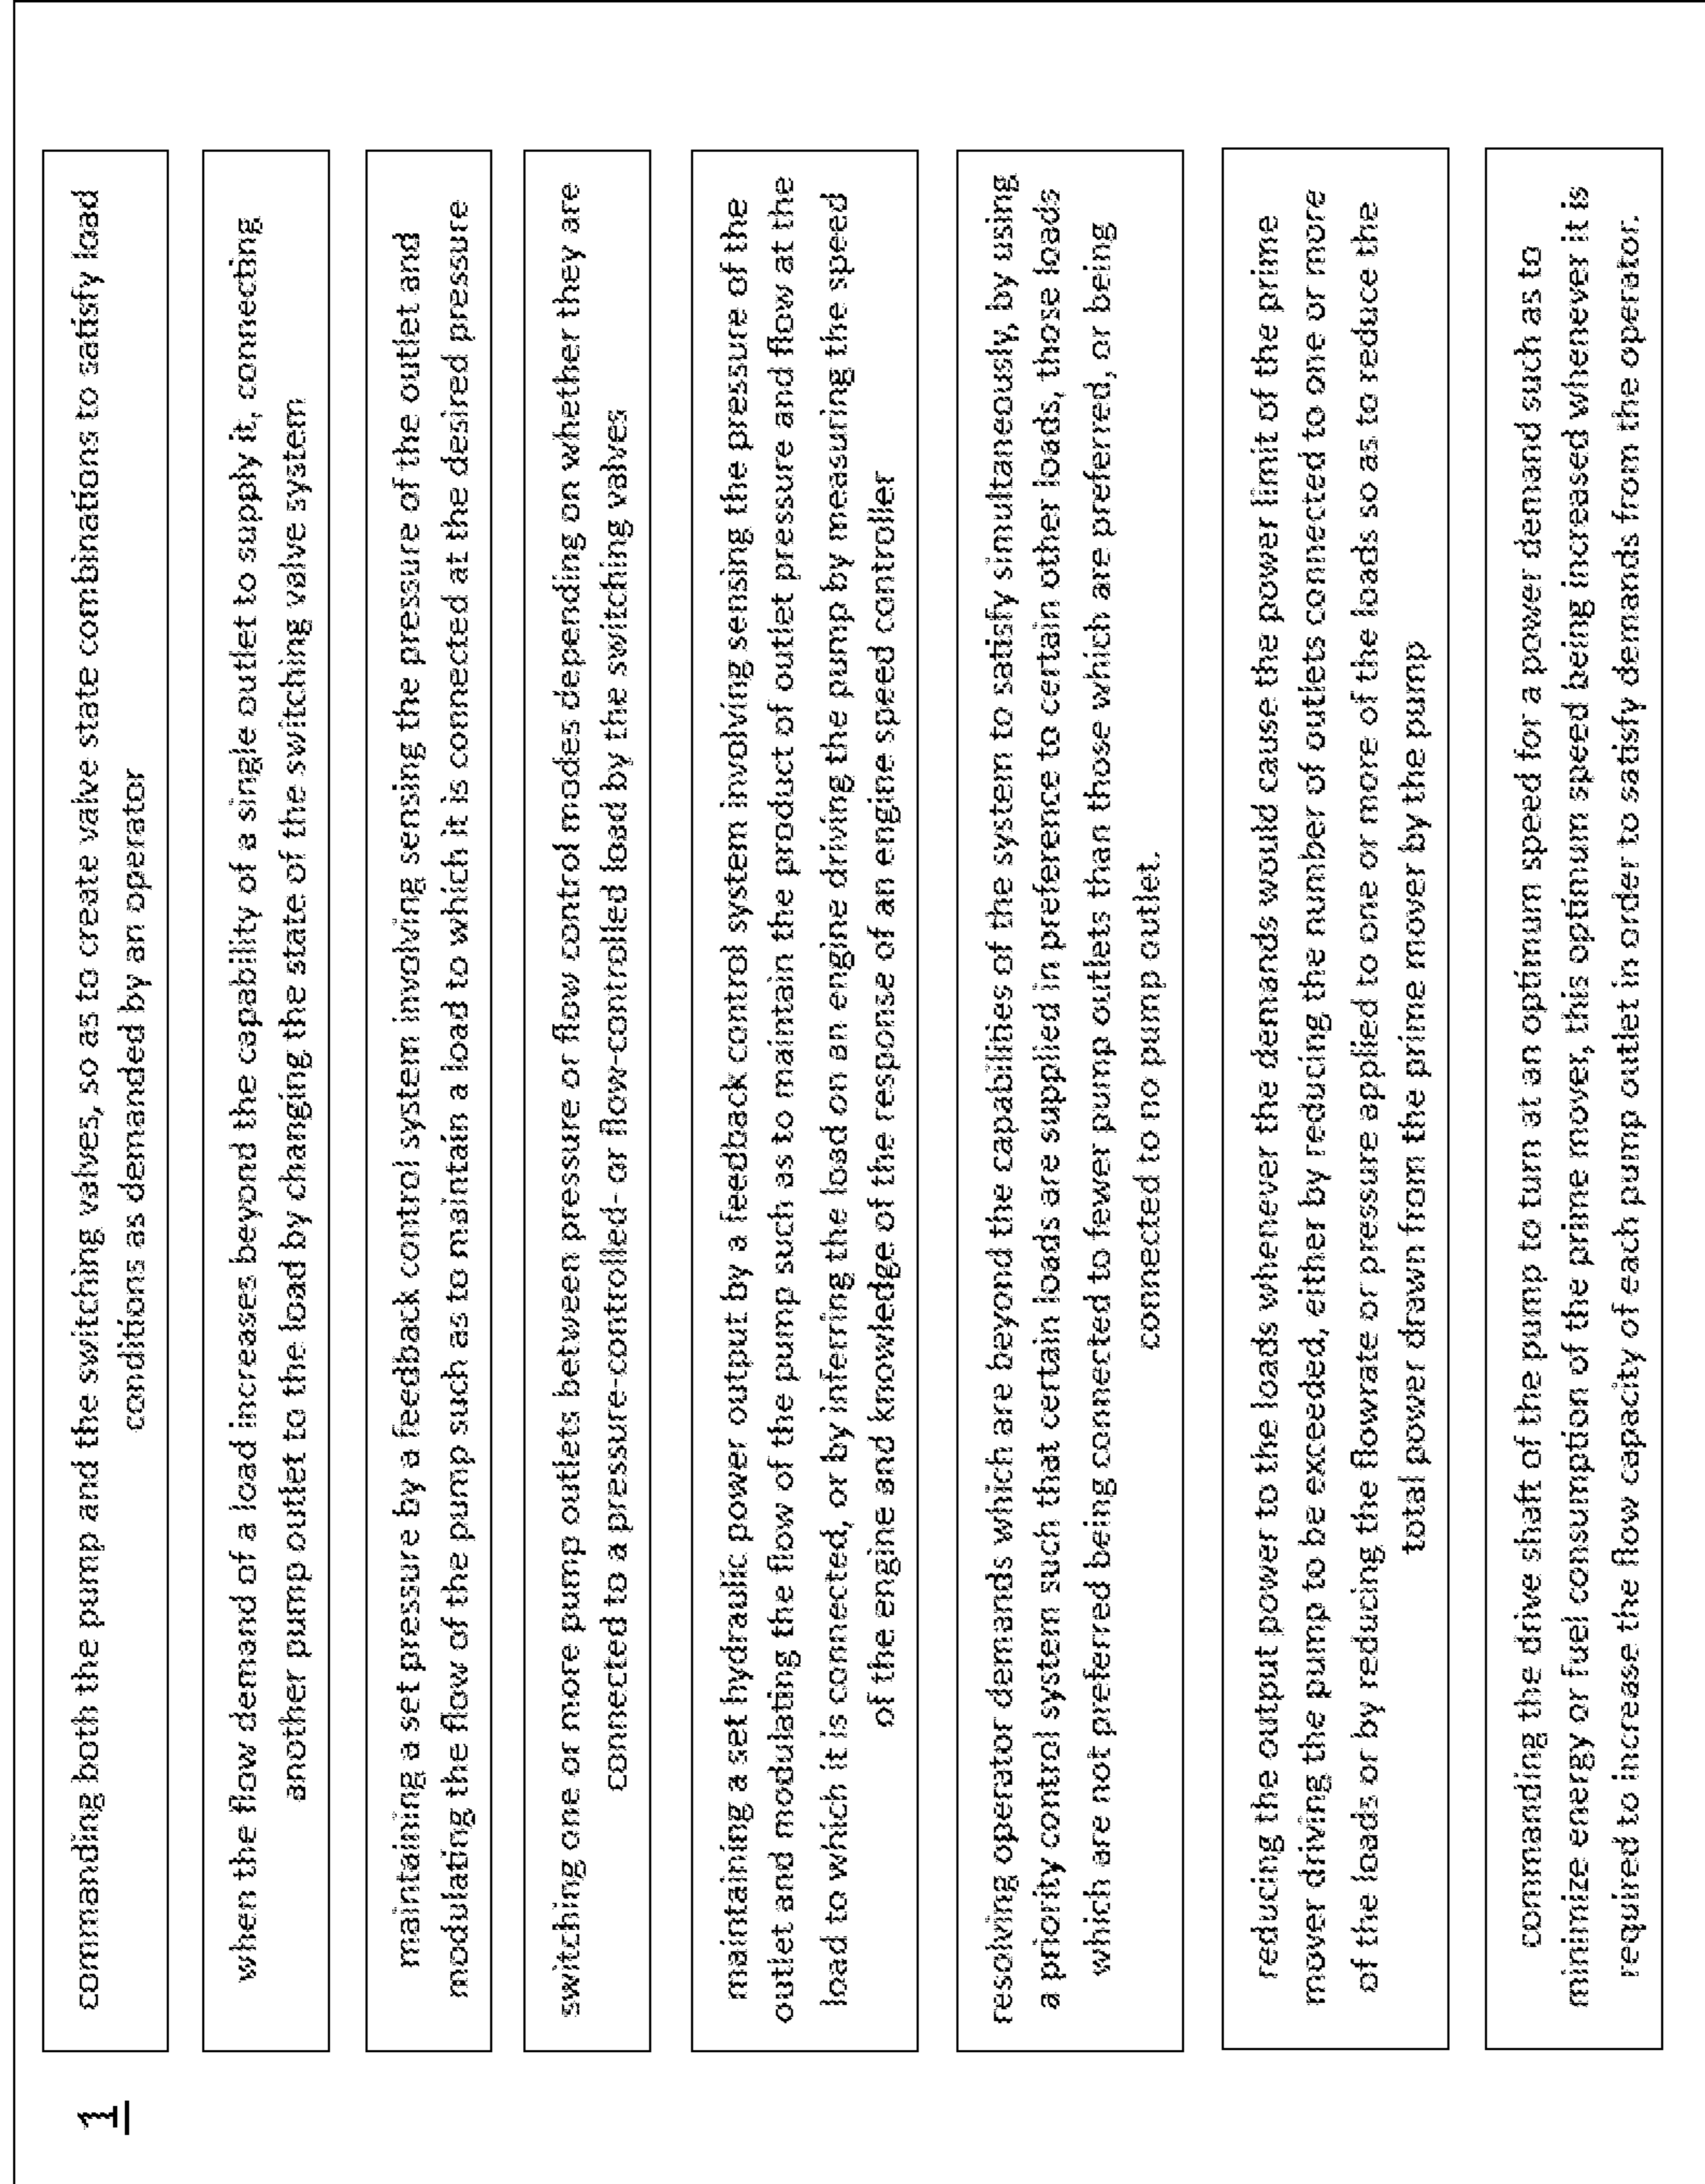 1
commanding both the pump and the switching valves, so as to create valve state combinations to satisfy load
conditions as demanded by an operator
when the flow demand of a load increases beyond the capability of a single outlet to supply it, connecting
another pump outlet to the load by changing the state of the switching valve system
maintaining a set pressure by a feedback control system involving sensing the pressure of the outlet and
modulating the flow of the pump such as to maintain a load to which it is connected at the desired pressure
switching one or more pump outlets between pressure or flow control modes depending on whether they are
connected to a pressure-controlled- or flow-controlled load by the switching valves
maintaining a set hydraulic power output by a feedback control system involving sensing the pressure of the
outlet and modulating the flow of the pump such as to maintain the product of outlet pressure and flow at the
load to which it is connected, or by inferring the load on an engine driving the pump by measuring the speed
of the engine and knowledge of the response of an engine speed controller
resolving operator demands which are beyond the capabilities of the system to satisfy simultaneously, by using
a priority control system such that certain loads are supplied in preference to certain other loads, those loads
which are not preferred being connected to fewer pump outlets than those which are preferred, or being
connected to no pump outlet.
reducing the output power to the loads whenever the demands would cause the power limit of the prime
mover driving the pump to be exceeded, either by reducing the number of outlets connected to one or more
of the loads or by reducing the flowrate or pressure applied to one or more of the loads so as to reduce the
total power drawn from the prime mover by the pump
commanding the drive shaft of the pump to turn at an optimum speed for a power demand such as to
minimize energy or fuel consumption of the prime mover, this optimum speed being increased whenever it is
required to increase the flow capacity of each pump outlet in order to satisfy demands from the operator.